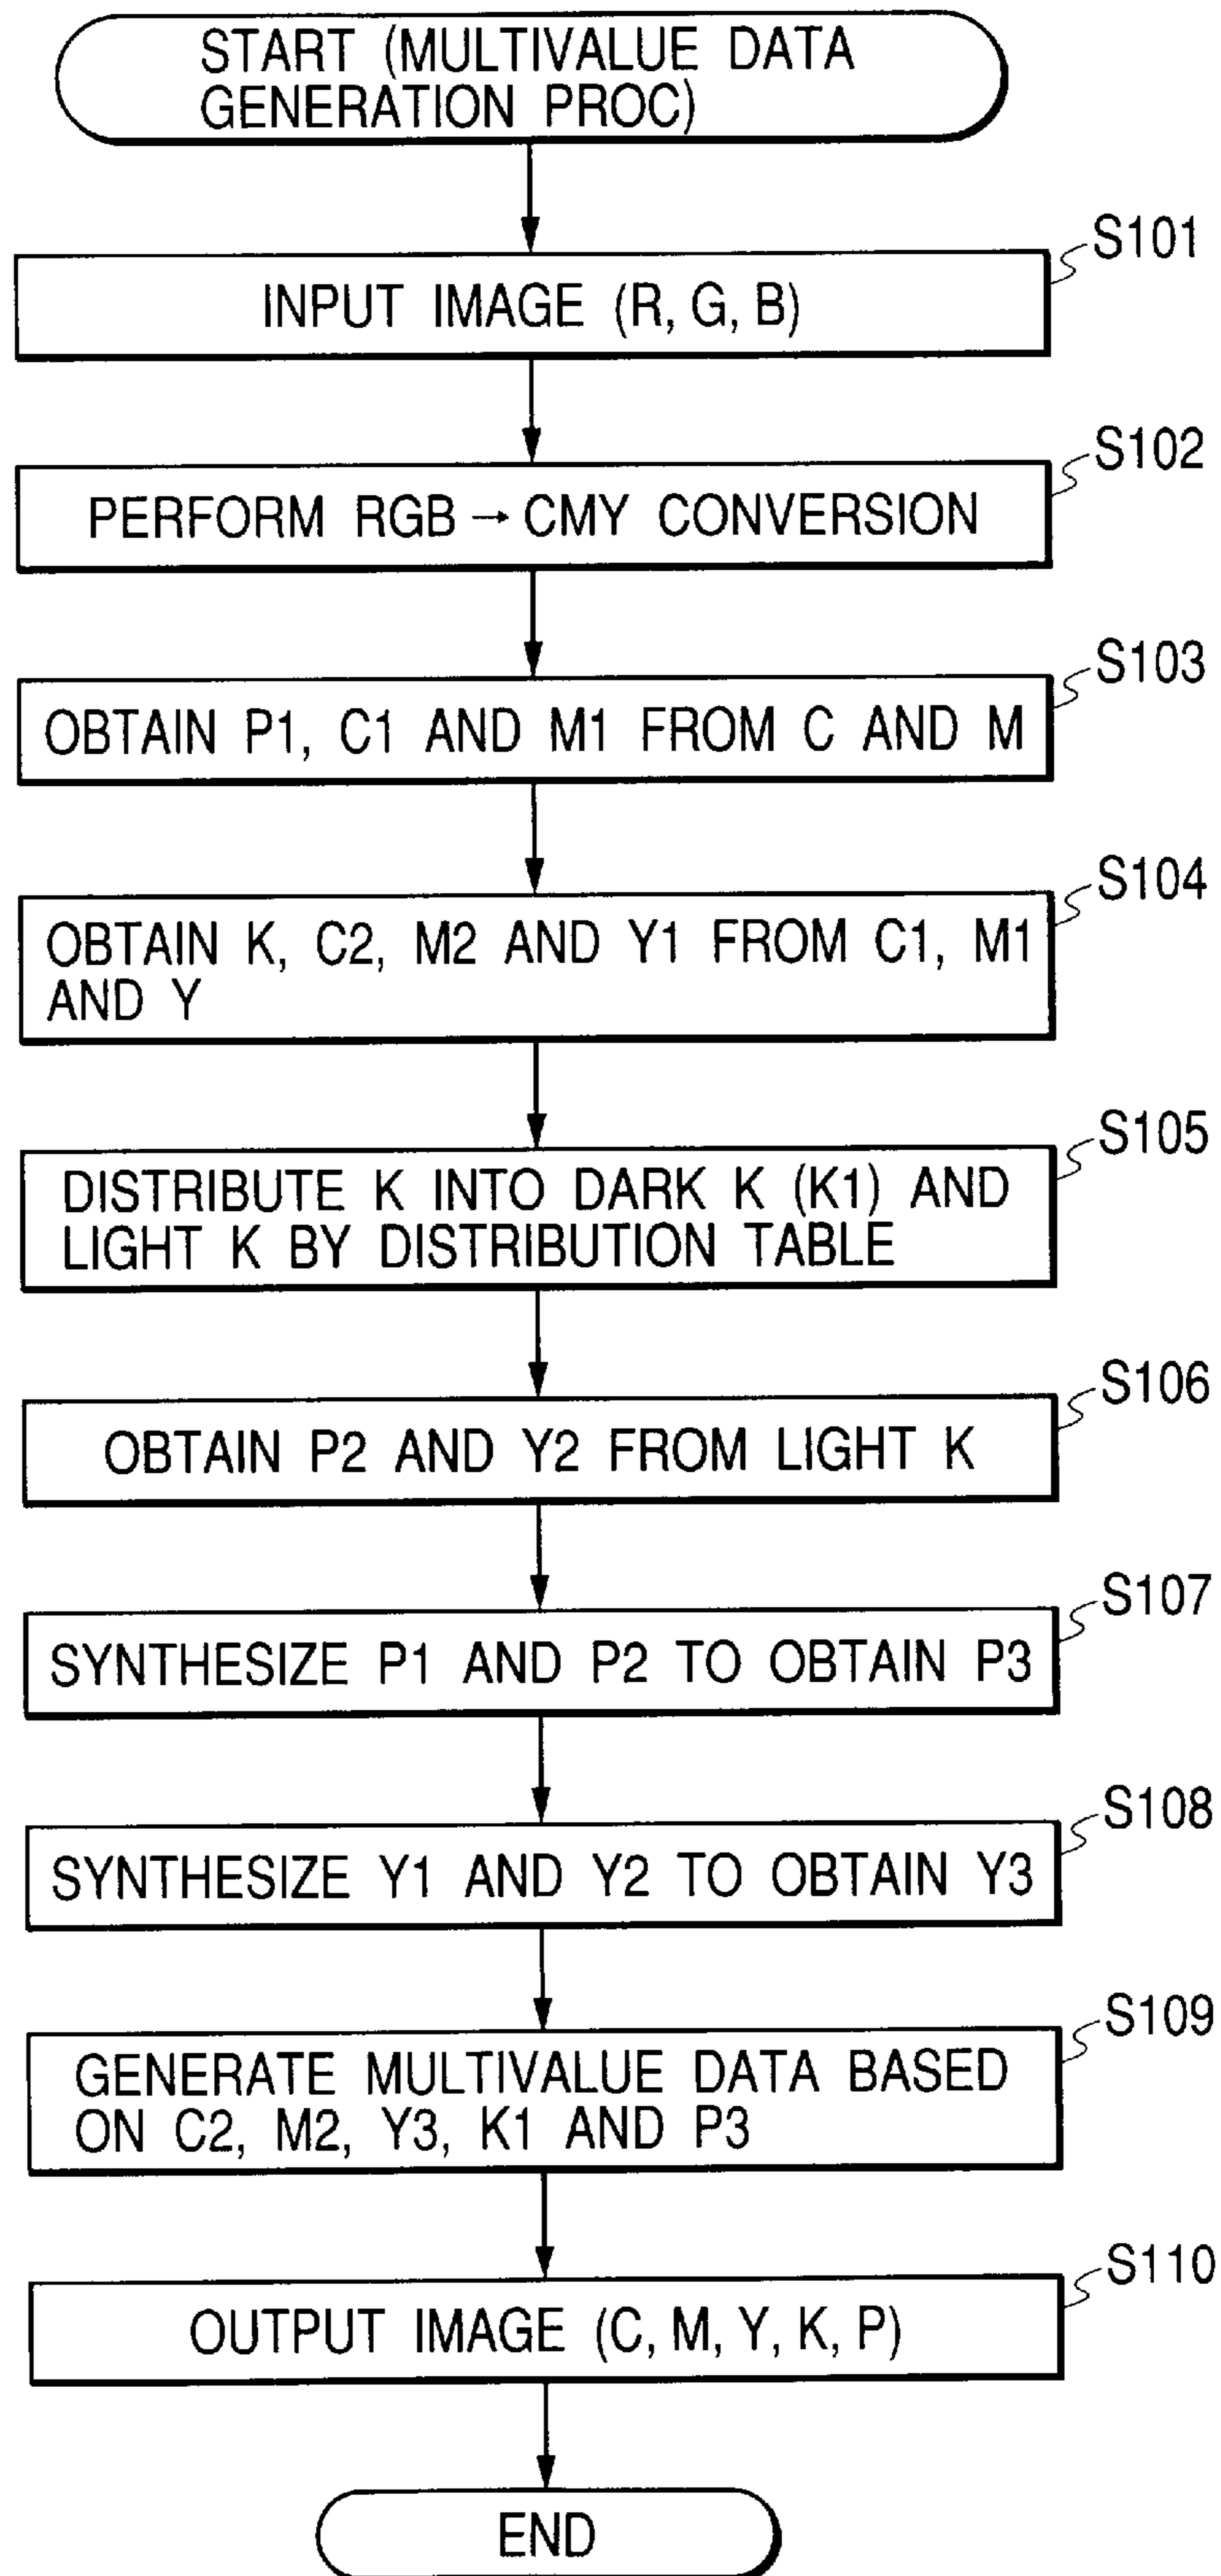 START (MULTIVALUE DATA
GENERATION PROC)
S101
INPUT IMAGE (R, G, B)
S102
PERFORM RGB → CMY CONVERSION
S103
OBTAIN P1, C1 AND M1 FROM C AND M
S104
OBTAIN K, C2, M2 AND Y1 FROM C1, M1
AND Y
S105
DISTRIBUTE K INTO DARK K (K1) AND
LIGHT K BY DISTRIBUTION TABLE
S106
OBTAIN P2 AND Y2 FROM LIGHT K
S107
SYNTHESIZE P1 AND P2 TO OBTAIN P3
S108
SYNTHESIZE Y1 AND Y2 TO OBTAIN Y3
S109
GENERATE MULTIVALUE DATA BASED
ON C2, M2, Y3, K1 AND P3
S110
OUTPUT IMAGE (C, M, Y, K, P)
END